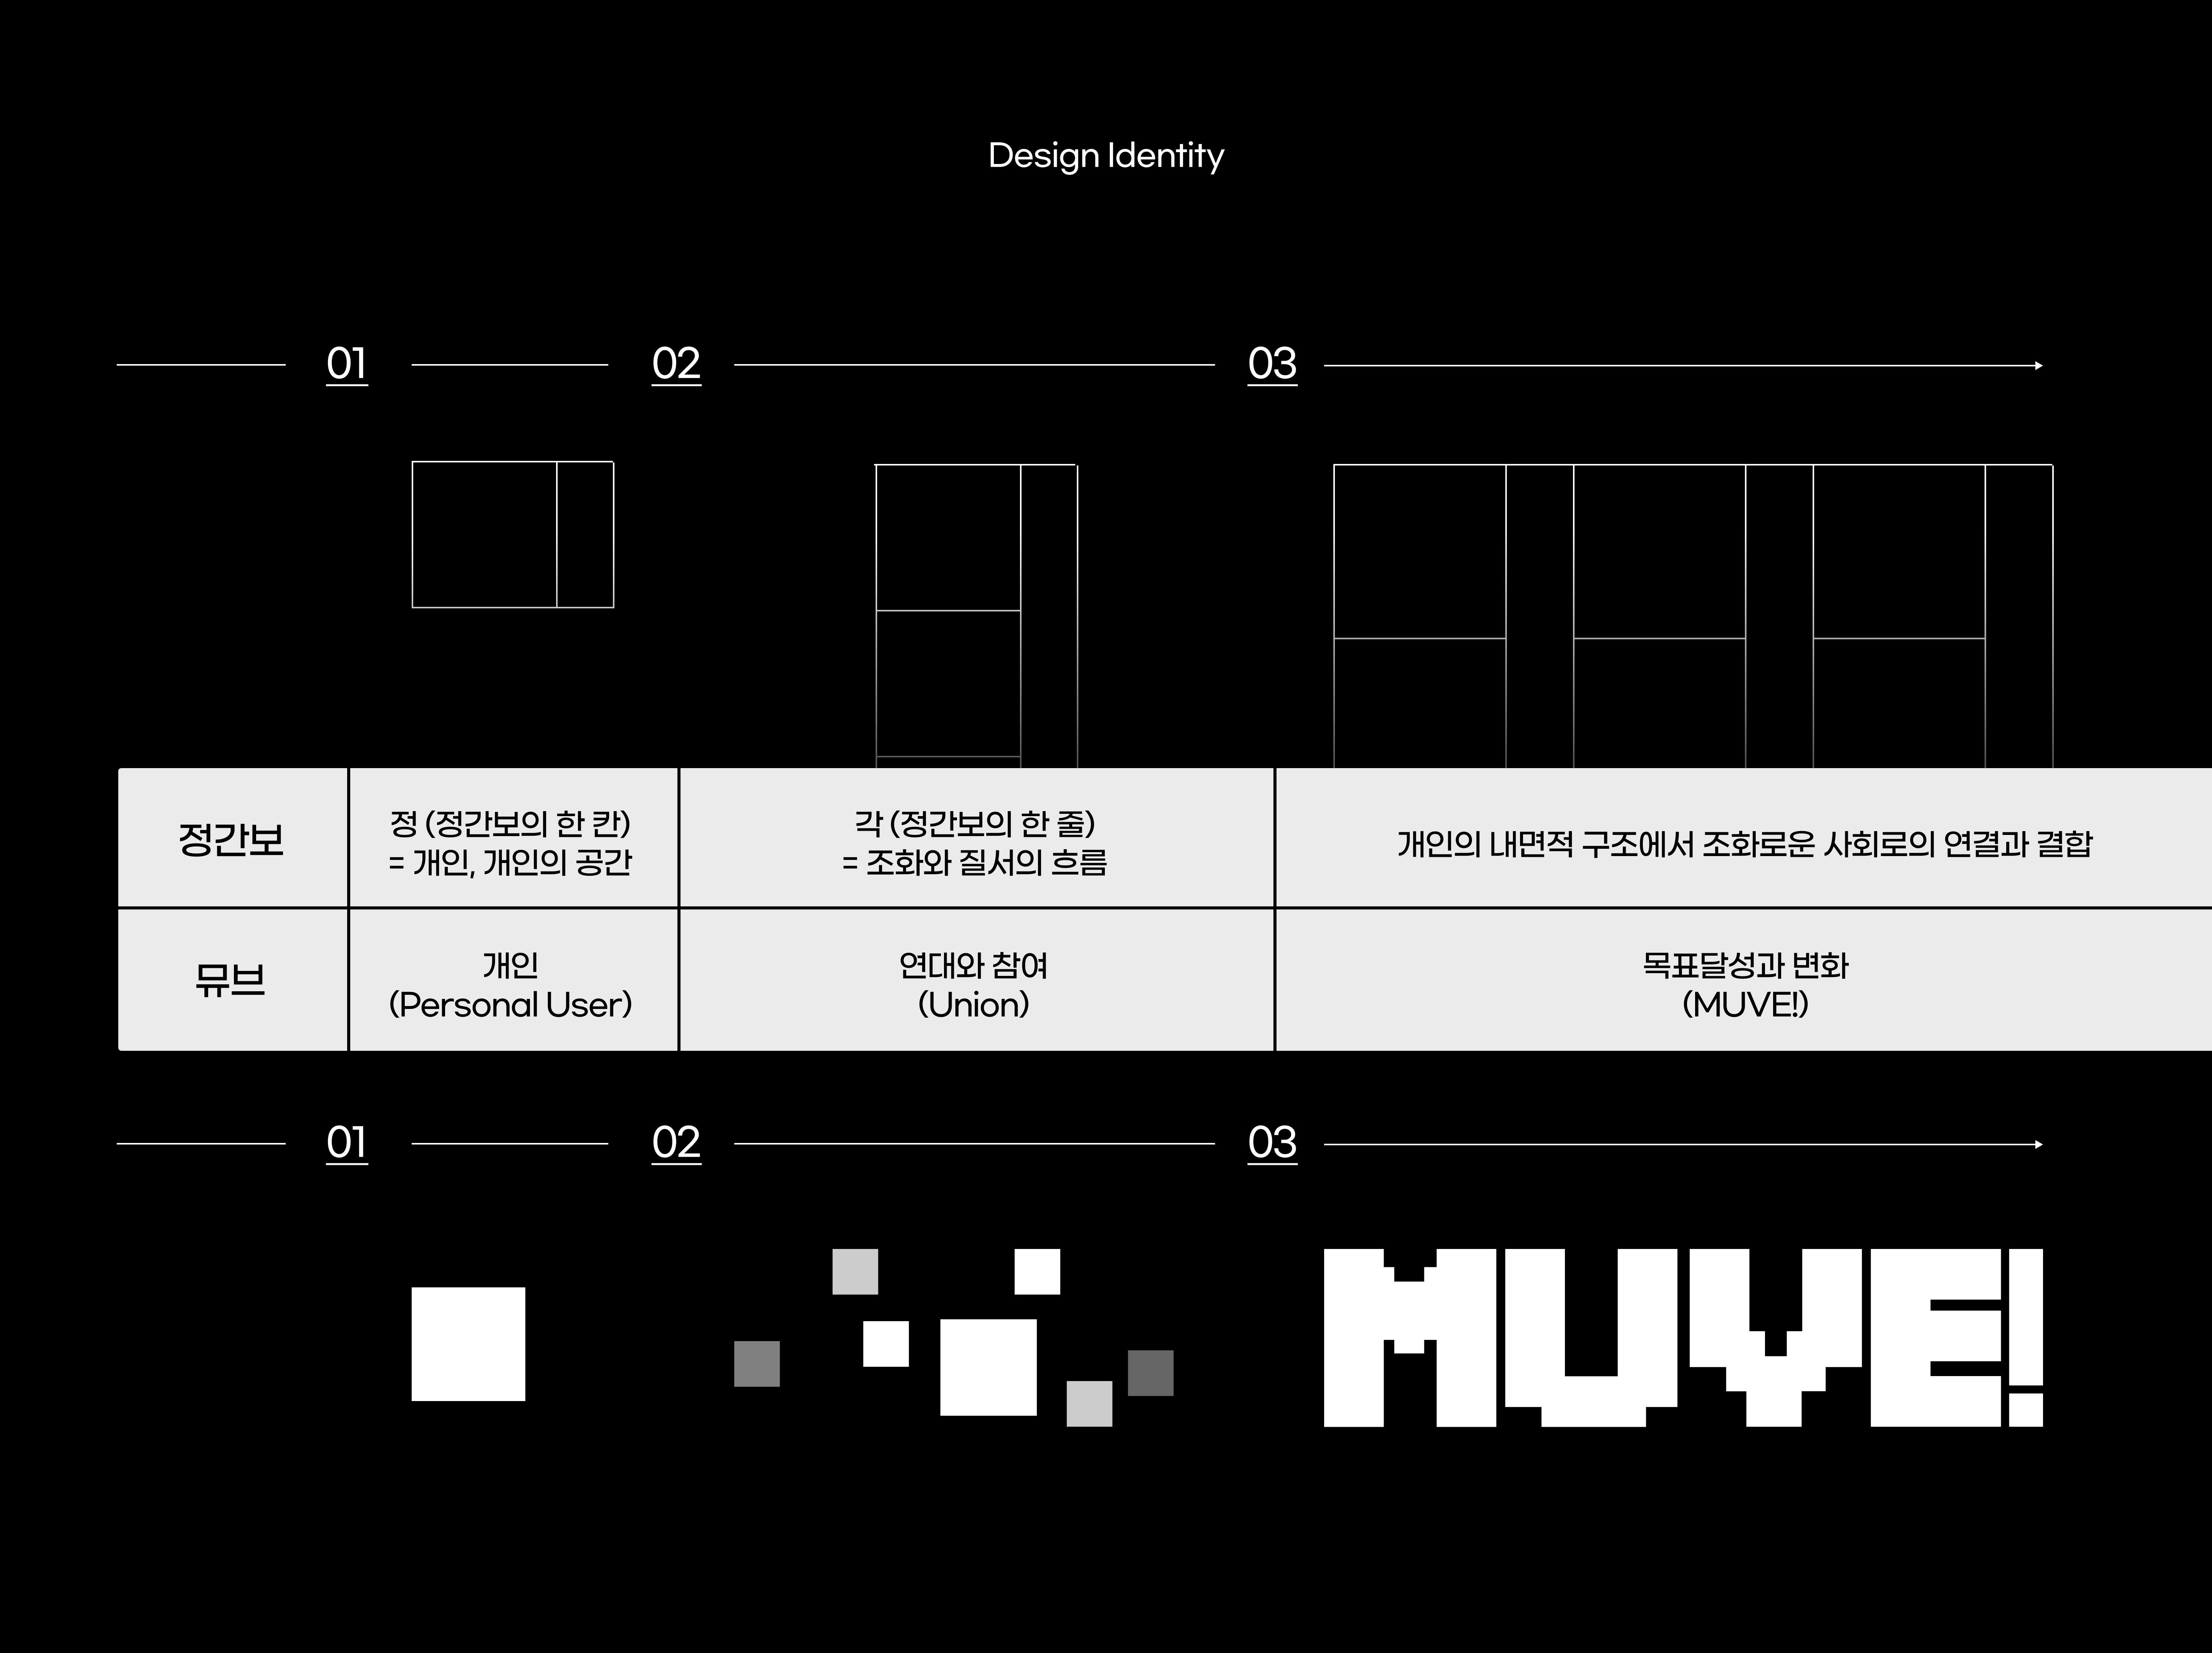 Design Identity
01
02
03
정간보
정 (정간보의 한 칸)
= 개인, 개인의 공간
각 (정간보의 한 줄)
= 조화와 질서의 흐름
개인의 내면적 구조에서 조화로운 사회로의 연결과 결합
뮤브
개인
(Personal User)
연대와 참여
(Union)
목표달성과 변화
(MUVE!)
01
02
03
MUVE!